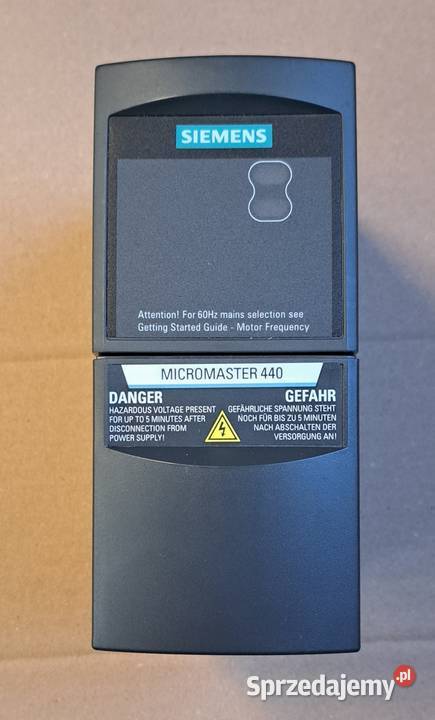 SIEMENS
Attention! For 60Hz mains selection see
Getting Started Guide - Motor Frequency
MICROMASTER 440
DANGER
HAZARDOUS VOLTAGE PRESENT
FOR UP TO 5 MINUTES AFTER
DISCONNECTION FROM
POWER SUPPLY!
GEFAHR
GEFÄHRLICHE SPANNUNG STEHT
NOCH FÜR BIS ZU 5 MINUTEN
NACH ABSCHALTEN DER
VERSORGUNG AN!
Sprzedajemy.pl